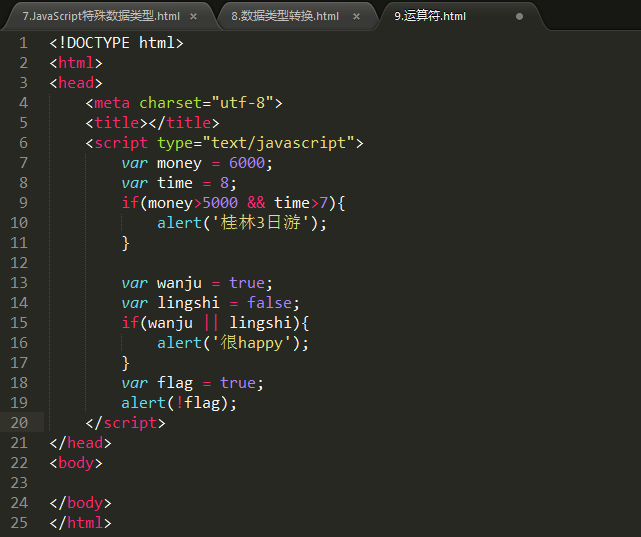 7.JavaScript特殊数据类型.html × 8.数据类型转换.html × 9.运算符.html
1 <!DOCTYPE html>
2 <html>
3 <head>
4 <meta charset="utf-8">
5 <title></title>
6 <script type="text/javascript">
7 var money = 6000;
8 var time = 8;
9 if(money>5000 && time>7){
10 alert('桂林3日游');
11 }
12
13 var wanju = true;
14 var lingshi = false;
15 if(wanju || lingshi){
16 alert('很happy');
17 }
18 var flag = true;
19 alert(!flag);
20 </script>
21 </head>
22 <body>
23
24 </body>
25 </html>